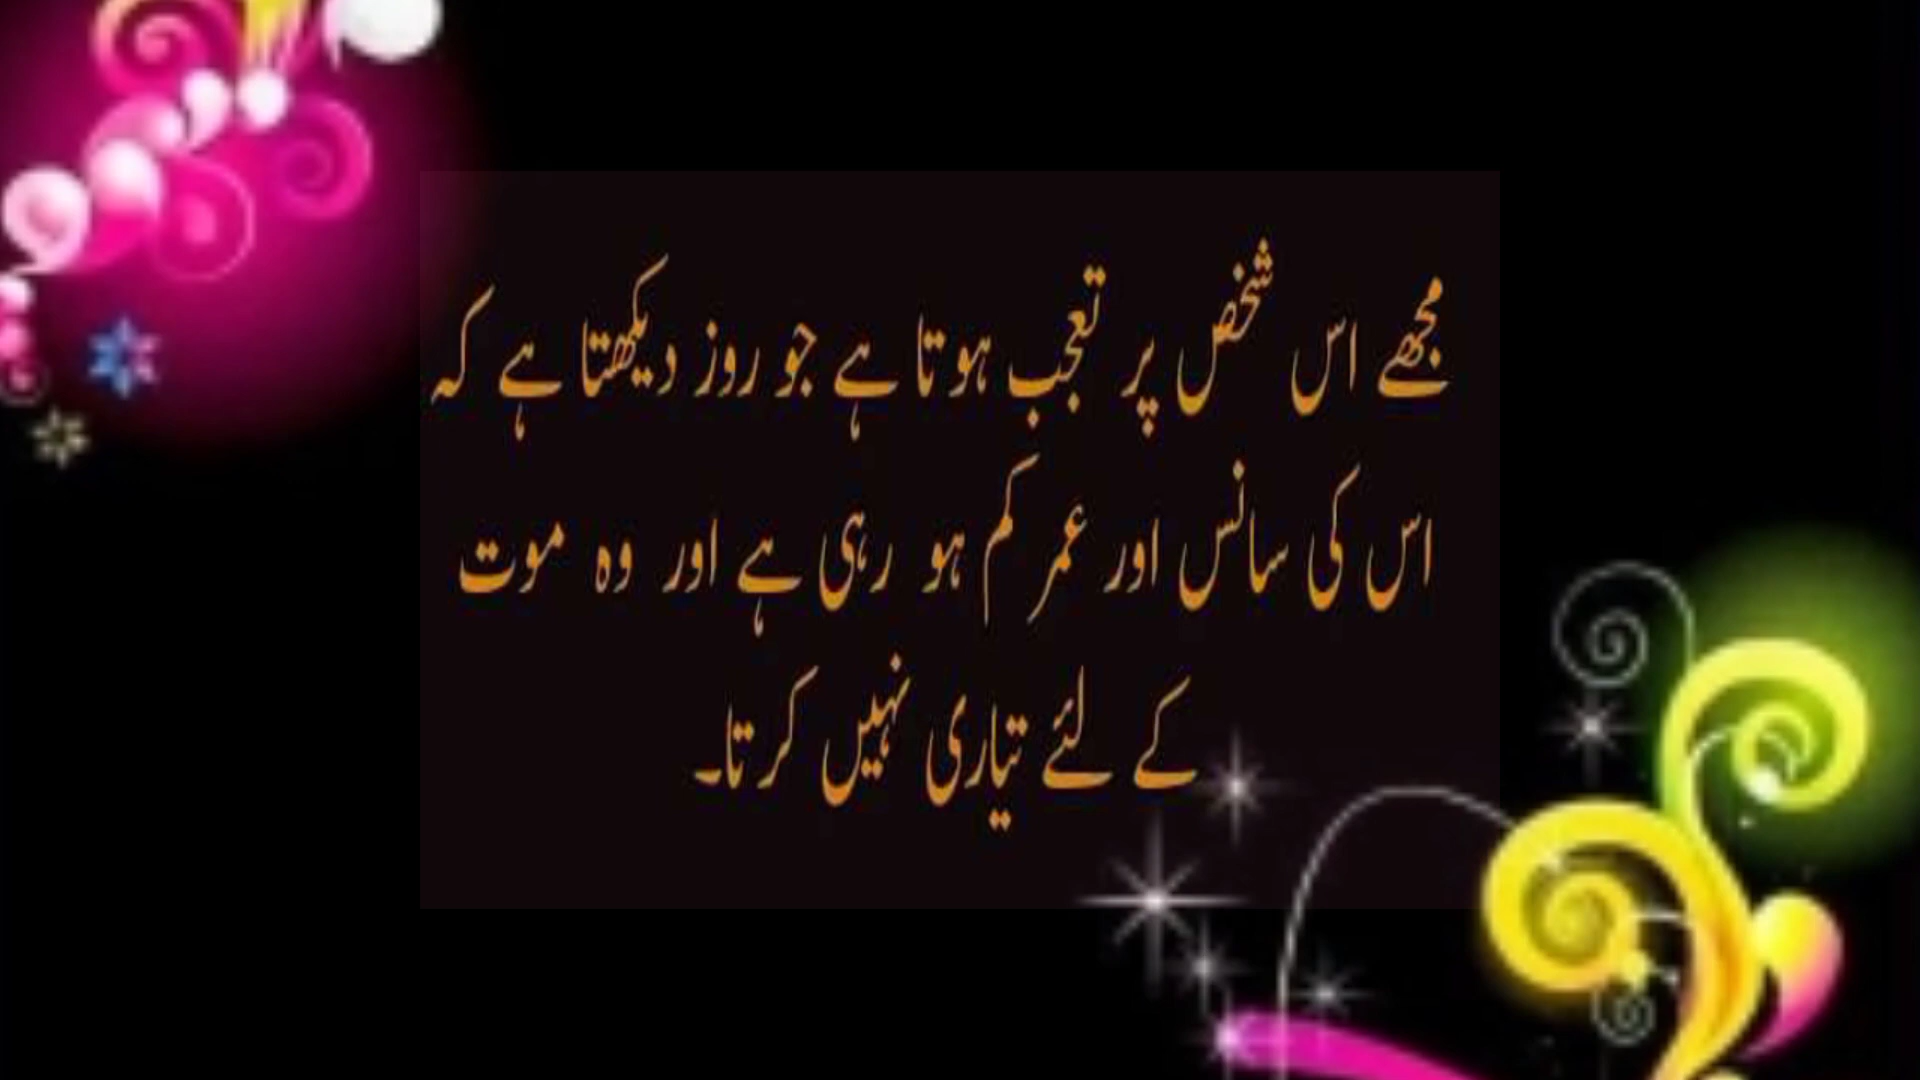 مجھے اس شخص پر تعجب ہوتا ہے جو روز دیکھتا ہے کہ
اس کی سانس اور عمر کم ہو رہی ہے اور وہ موت
کے لئے تیاری نہیں کرتا۔